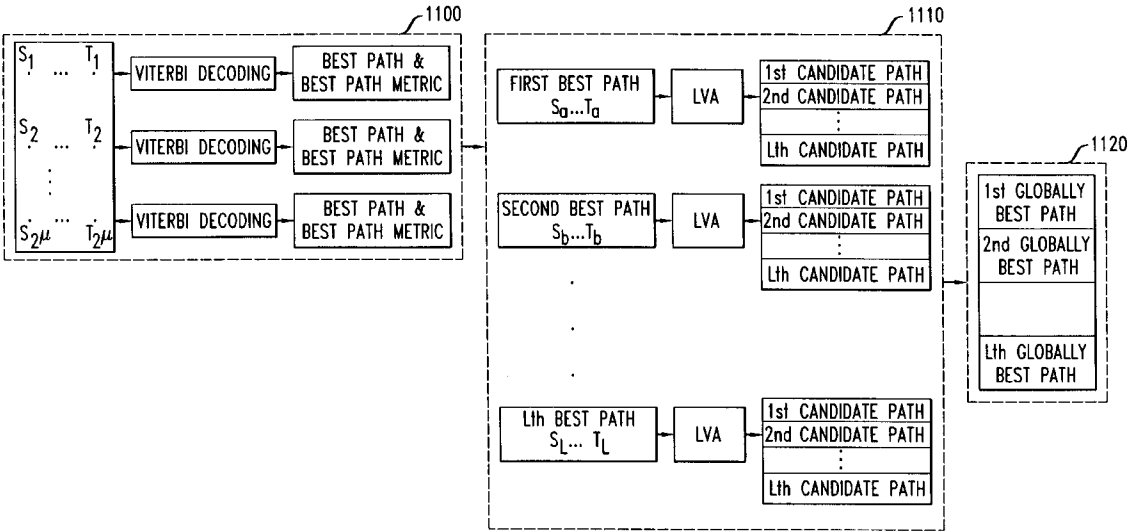 1100
S1 ... T1
VITERBI DECODING
BEST PATH &
BEST PATH METRIC
S2 ... T2
VITERBI DECODING
BEST PATH &
BEST PATH METRIC
S2μ ... T2μ
VITERBI DECODING
BEST PATH &
BEST PATH METRIC
1110
FIRST BEST PATH
Sa...Ta
LVA
1st CANDIDATE PATH
2nd CANDIDATE PATH
Lth CANDIDATE PATH
SECOND BEST PATH
Sb...Tb
LVA
1st CANDIDATE PATH
2nd CANDIDATE PATH
Lth CANDIDATE PATH
Lth BEST PATH
SL... TL
LVA
1st CANDIDATE PATH
2nd CANDIDATE PATH
Lth CANDIDATE PATH
1120
1st GLOBALLY
BEST PATH
2nd GLOBALLY
BEST PATH
Lth GLOBALLY
BEST PATH